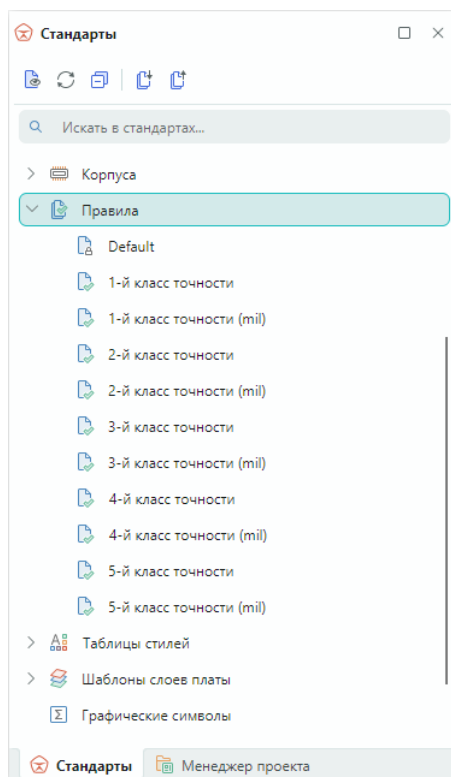 Стандарты
Искать в стандартах...
Корпуса
Правила
Default
1-й класс точности
1-й класс точности (mil)
2-й класс точности
2-й класс точности (mil)
3-й класс точности
3-й класс точности (mil)
4-й класс точности
4-й класс точности (mil)
5-й класс точности
5-й класс точности (mil)
Таблицы стилей
Шаблоны слоев платы
Графические символы
Стандарты Менеджер проекта